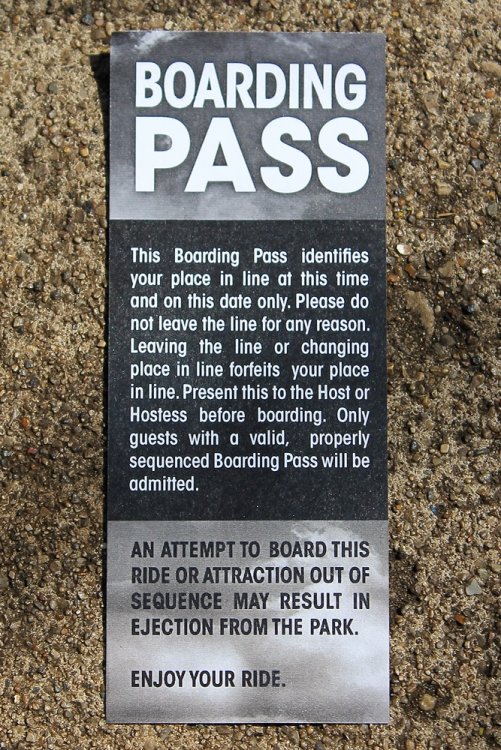 BOARDING
PASS
This Boarding Pass identifies
your place in line at this time
and on this date only. Please do
not leave the line for any reason.
Leaving the line or changing
place in line forfeits your place
in line. Present this to the Host or
Hostess before boarding. Only
guests with a valid, properly
sequenced Boarding Pass will be
admitted.
AN ATTEMPT TO BOARD THIS
RIDE OR ATTRACTION OUT OF
SEQUENCE MAY RESULT IN
EJECTION FROM THE PARK.
ENJOY YOUR RIDE.